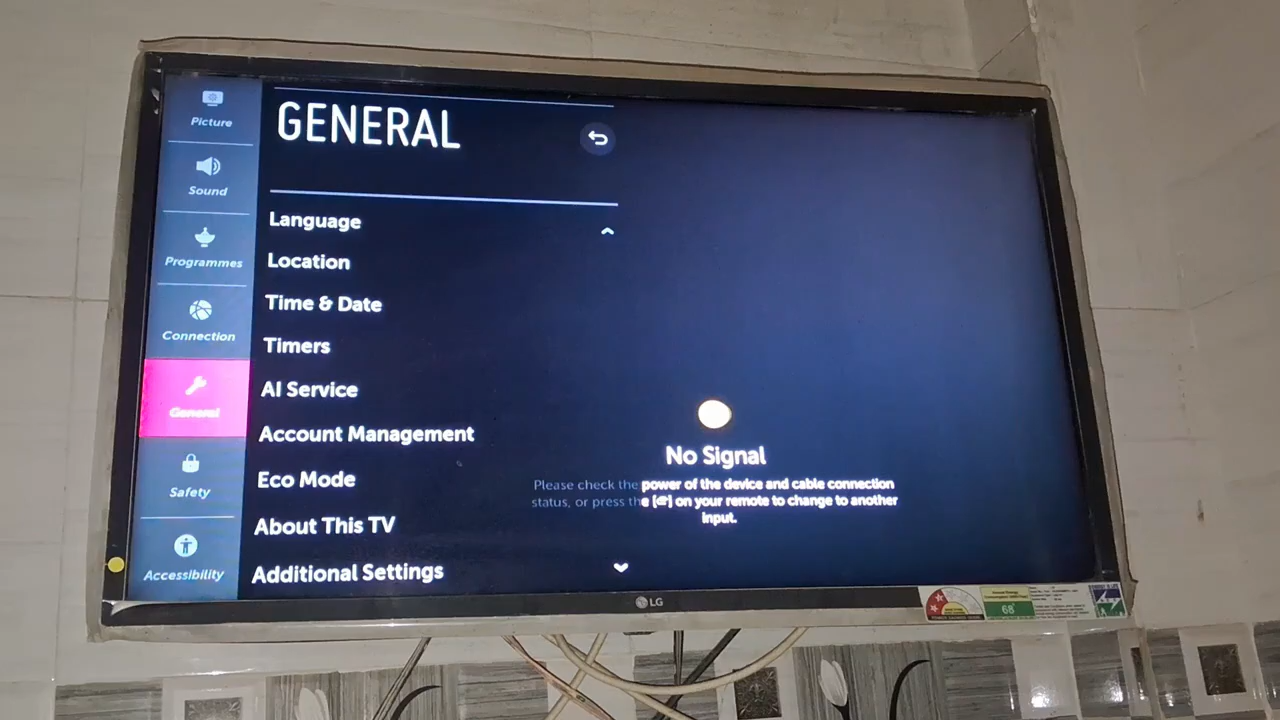 Picture
Sound
Programmes
Connection
General
Safety
Accessibility
GENERAL
Language
Location
Time & Date
Timers
AI Service
Account Management
Eco Mode
About This TV
Additional Settings
No Signal
Please check the power of the device and cable connection
status, or press the [ ] on your remote to change to another
input.
LG
68